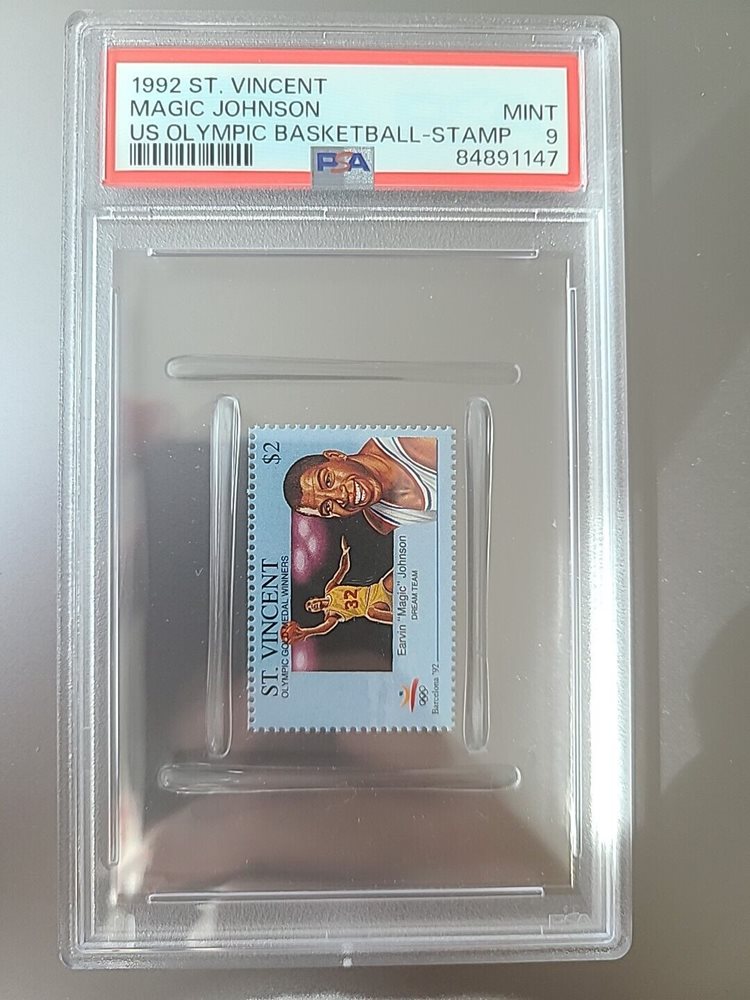 1992 ST. VINCENT
MAGIC JOHNSON MINT
US OLYMPIC BASKETBALL-STAMP 9
PSA 84891147
ST. VINCENT $2
OLYMPIC GOLD MEDAL WINNERS
32
Earvin "Magic" Johnson
DREAM TEAM
Barcelona '92
PSA